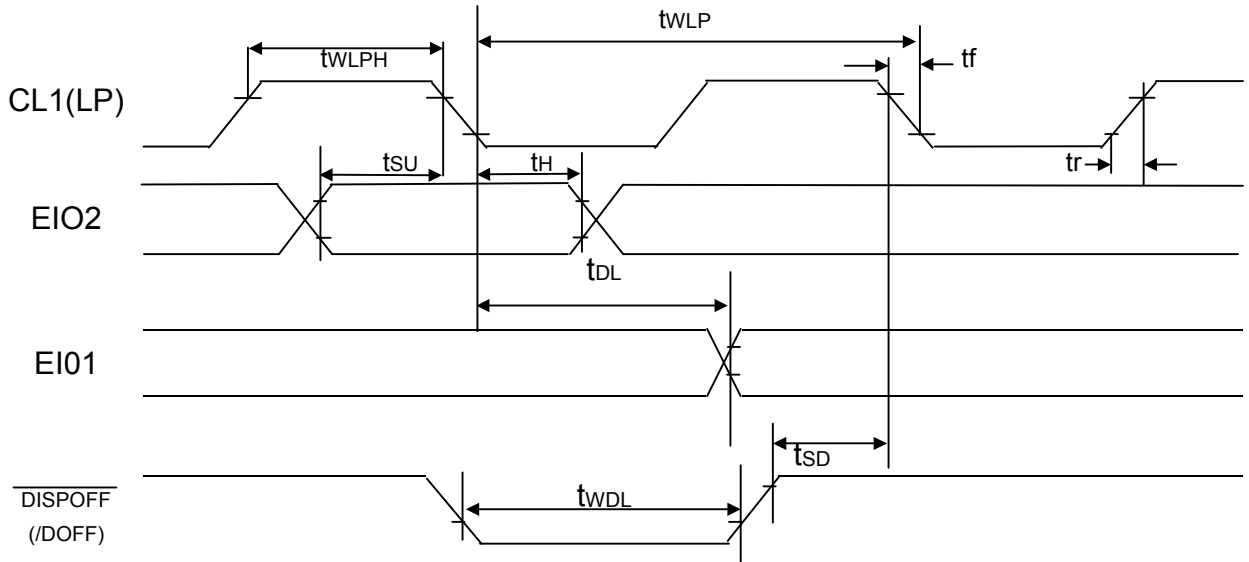 tWLP
tWLPH
tf
CL1(LP)
tSU
tH
tr
EIO2
tDL
EI01
tSD
DISPOFF
tWDL
(/DOFF)